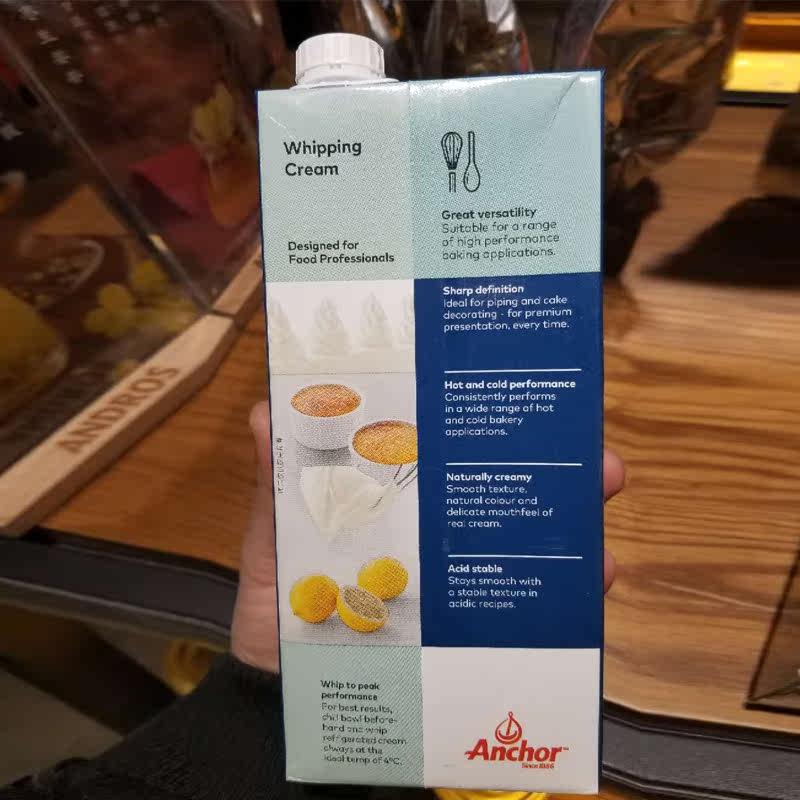 Whipping
Cream
Designed for
Food Professionals
Great versatility
Suitable for a range
of high performance
baking applications.
Sharp definition
Ideal for piping and cake
decorating - for premium
presentation, every time.
Hot and cold performance
Consistently performs
in a wide range of hot
and cold bakery
applications.
Naturally creamy
Smooth texture,
natural colour and
delicate mouthfeel of
real cream.
Acid stable
Stays smooth with
a stable texture in
acidic recipes.
Whip to peak
performance
For best results,
chill bowl before-
hand and whip
refrigerated cream
always at the
ideal temp of 4°C.
Anchor™
Since 1886
ANDROS